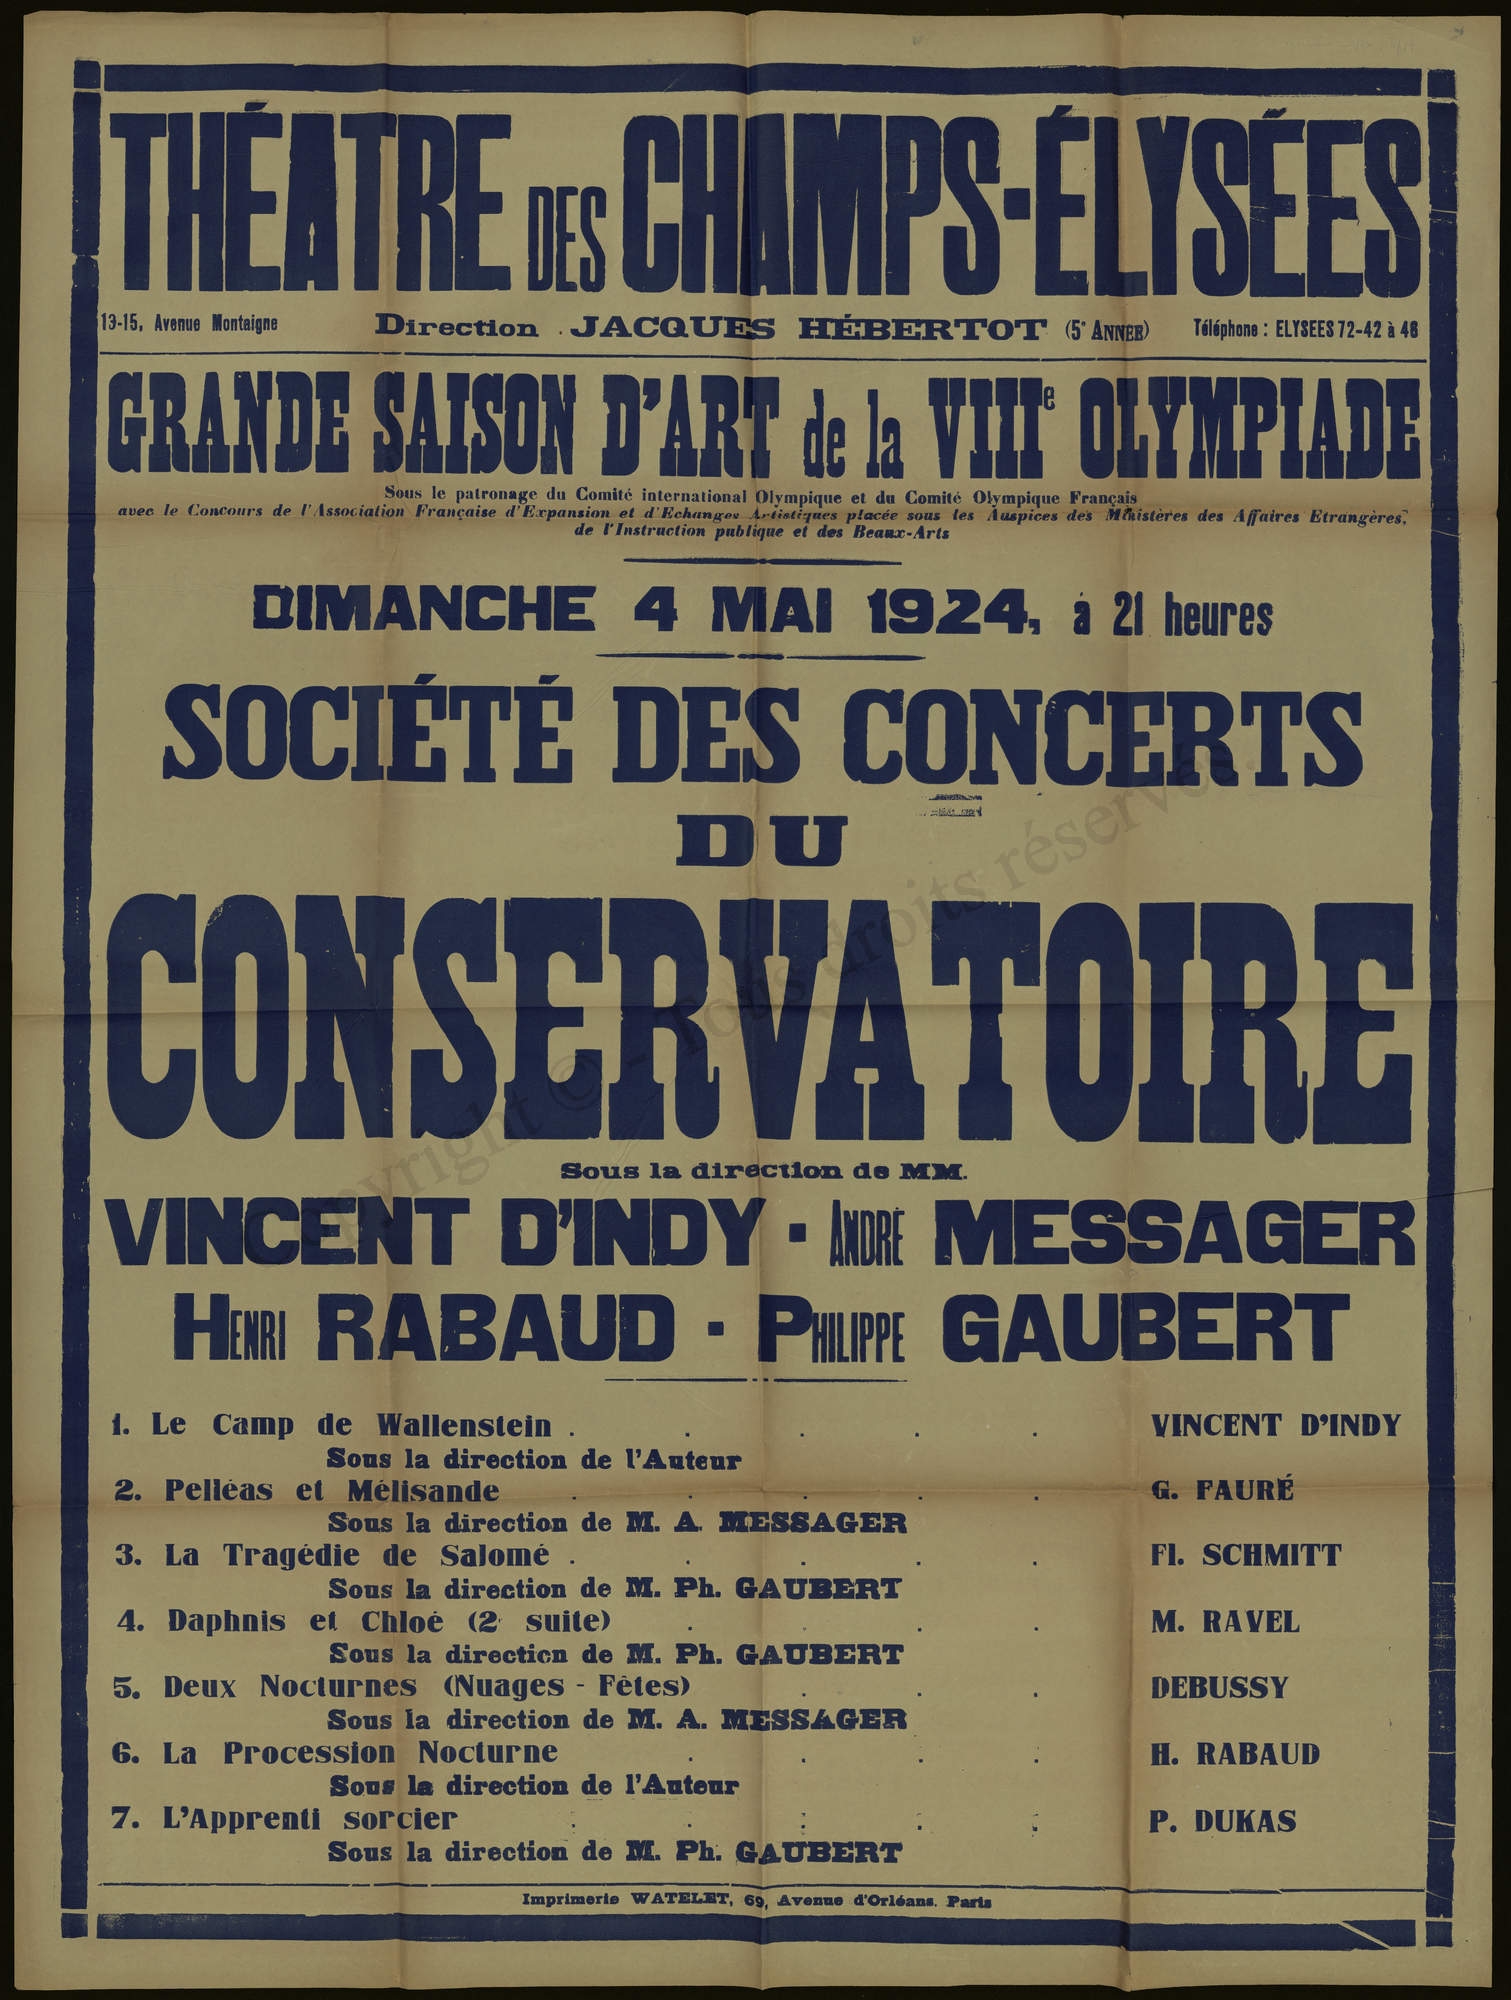 THÉATRE DES CHAMPS-ÉLYSÉES
13-15, Avenue Montaigne Direction JACQUES HÉBERTOT (5e ANNÉE) Téléphone : ELYSEES 72-42 à 46
GRANDE SAISON D'ART de la VIIIe OLYMPIADE
Sous le patronage du Comité international Olympique et du Comité Olympique Français
avec le Concours de l'Association Française d'Expansion et d'Echanges Artistiques placée sous les Auspices des Ministères des Affaires Etrangères,
de l'Instruction publique et des Beaux-Arts
DIMANCHE 4 MAI 1924, à 21 heures
SOCIÉTÉ DES CONCERTS
DU
CONSERVATOIRE
Sous la direction de MM.
VINCENT D'INDY - ANDRÉ MESSAGER
HENRI RABAUD - PHILIPPE GAUBERT
1. Le Camp de Wallenstein . . . . . VINCENT D'INDY
Sous la direction de l'Auteur
2. Pelléas et Mélisande . . . . . G. FAURÉ
Sous la direction de M. A. MESSAGER
3. La Tragédie de Salomé . . . . . Fl. SCHMITT
Sous la direction de M. Ph. GAUBERT
4. Daphnis et Chloé (2e suite) . . . . M. RAVEL
Sous la direction de M. Ph. GAUBERT
5. Deux Nocturnes (Nuages - Fêtes) . . . DEBUSSY
Sous la direction de M. A. MESSAGER
6. La Procession Nocturne . . . . H. RABAUD
Sous la direction de l'Auteur
7. L'Apprenti sorcier . . . . . P. DUKAS
Sous la direction de M. Ph. GAUBERT
Imprimerie WATELET, 69, Avenue d'Orléans. Paris
Copyright © - Tous droits réservés.